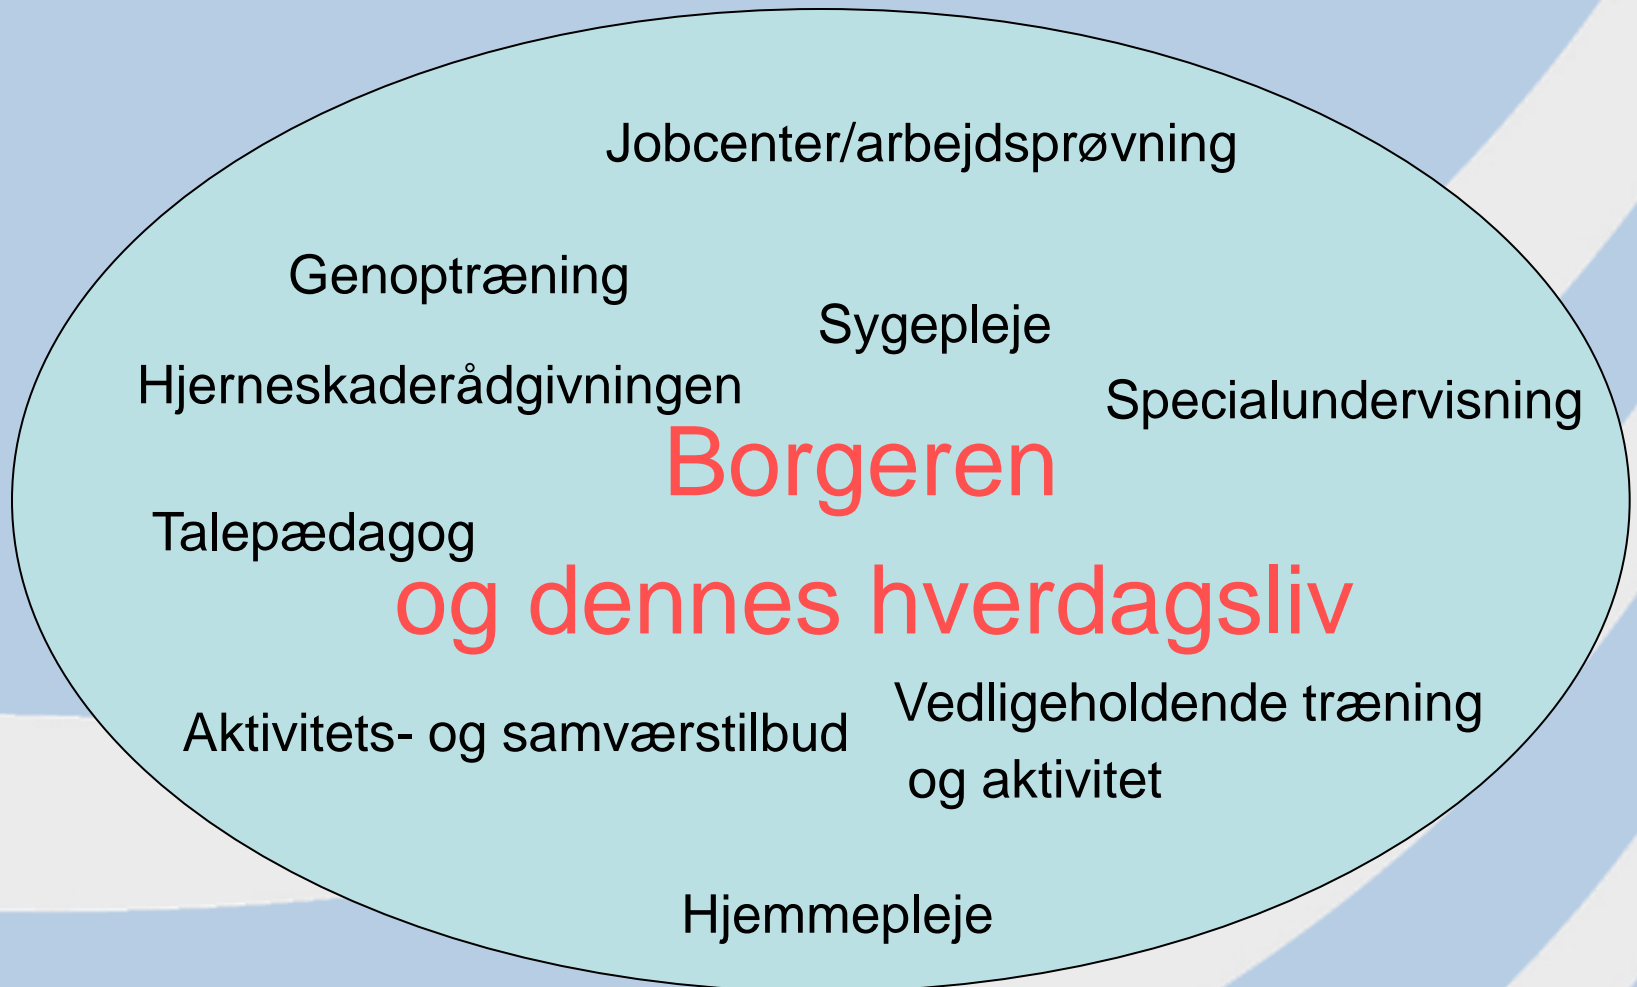 Jobcenter/arbejdsprøvning
Genoptræning
Sygepleje
Hjerneskaderådgivningen
Specialundervisning
Borgeren
Talepædagog
og dennes hverdagsliv
Vedligeholdende træning
Aktivitets- og samværstilbud
og aktivitet
Hjemmepleje